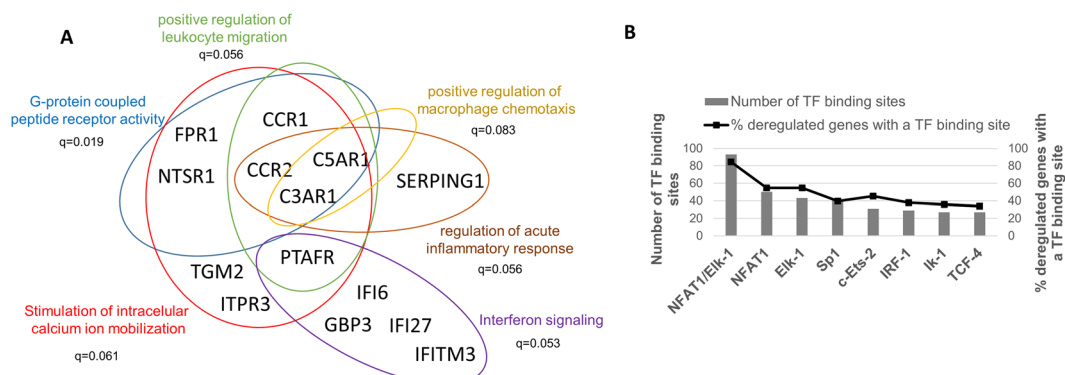 A
positive regulation of
leukocyte migration
q=0.056
G-protein coupled
peptide receptor activity
q=0.019
positive regulation of
macrophage chemotaxis
q=0.083
FPR1
CCR1
NTSR1
CCR2
C5AR1
C3AR1
SERPING1
regulation of acute
inflammatory response
q=0.056
PTAFR
TGM2
ITPR3
IFI6
GBP3
IFI27
IFITM3
Stimulation of intracelular
calcium ion mobilization
q=0.061
Interferon signaling
q=0.053
B
Number of TF binding sites
% deregulated genes with a TF binding site
Number of TF binding
sites
100
80
60
40
20
0
100
80
60
40
20
0
% deregulated genes with
a TF binding site
NFAT1/Elk-1
NFAT1
Elk-1
Sp1
c-Ets-2
IRF-1
Ik-1
TCF-4